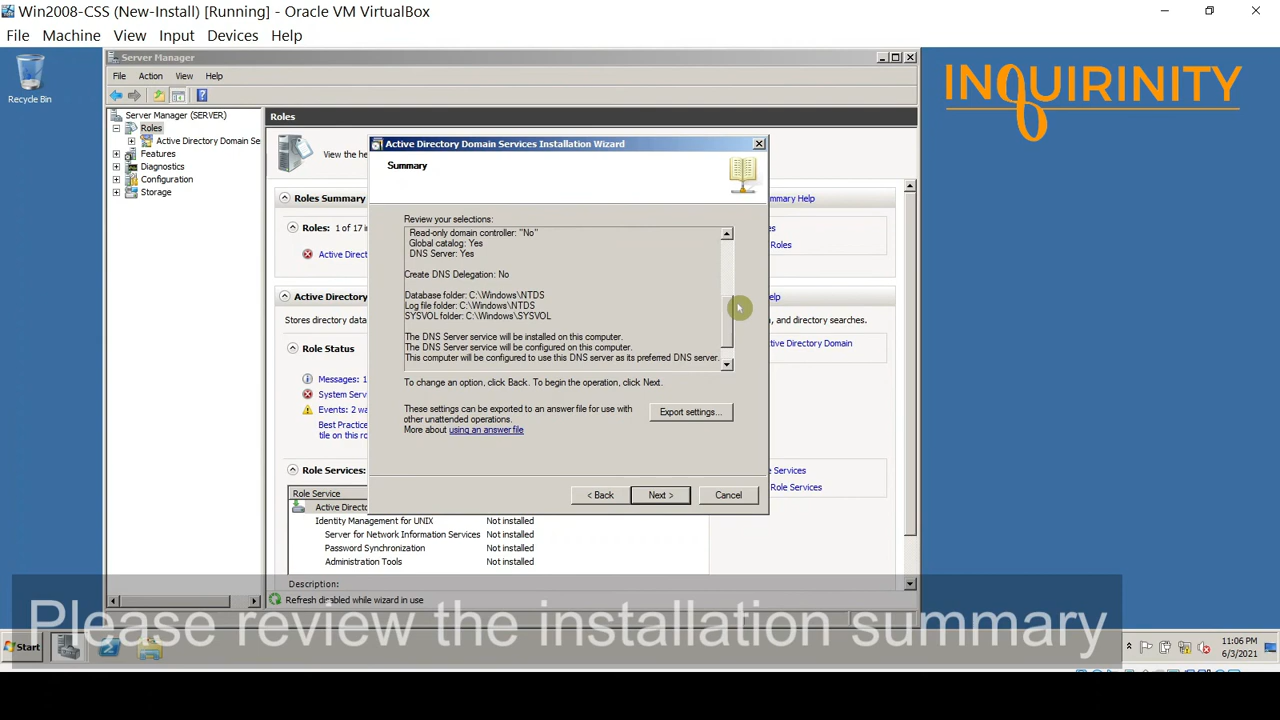 Win2008-CSS (New-Install) [Running] - Oracle VM VirtualBox
File Machine View Input Devices Help
Recycle Bin
Server Manager
File Action View Help
Server Manager (SERVER)
Roles
Active Directory Domain Se
Features
Diagnostics
Configuration
Storage
Roles
View the he
Roles Summary
ummary Help
Roles: 1 of 17 i
Active Direct
es
Roles
Active Directory
elp
Stores directory data
, and directory searches.
Role Status
ctive Directory Domain
Messages: 1
System Serv
Events: 2 wa
Best Practice
tile on this ro
Role Services:
e Services
Role Services
Role Service
Active Directo
Identity Management for UNIX Not installed
Server for Network Information Services Not installed
Password Synchronization Not installed
Administration Tools Not installed
Description:
Refresh disabled while wizard in use
Active Directory Domain Services Installation Wizard
Summary
Review your selections:
Read-only domain controller: "No"
Global catalog: Yes
DNS Server: Yes
Create DNS Delegation: No
Database folder: C:\Windows\NTDS
Log file folder: C:\Windows\NTDS
SYSVOL folder: C:\Windows\SYSVOL
The DNS Server service will be installed on this computer.
The DNS Server service will be configured on this computer.
This computer will be configured to use this DNS server as its preferred DNS server.
To change an option, click Back. To begin the operation, click Next.
These settings can be exported to an answer file for use with
other unattended operations.
More about using an answer file
Export settings...
< Back Next > Cancel
INQUIRINITY
Please review the installation summary
Start
11:06 PM
6/3/2021